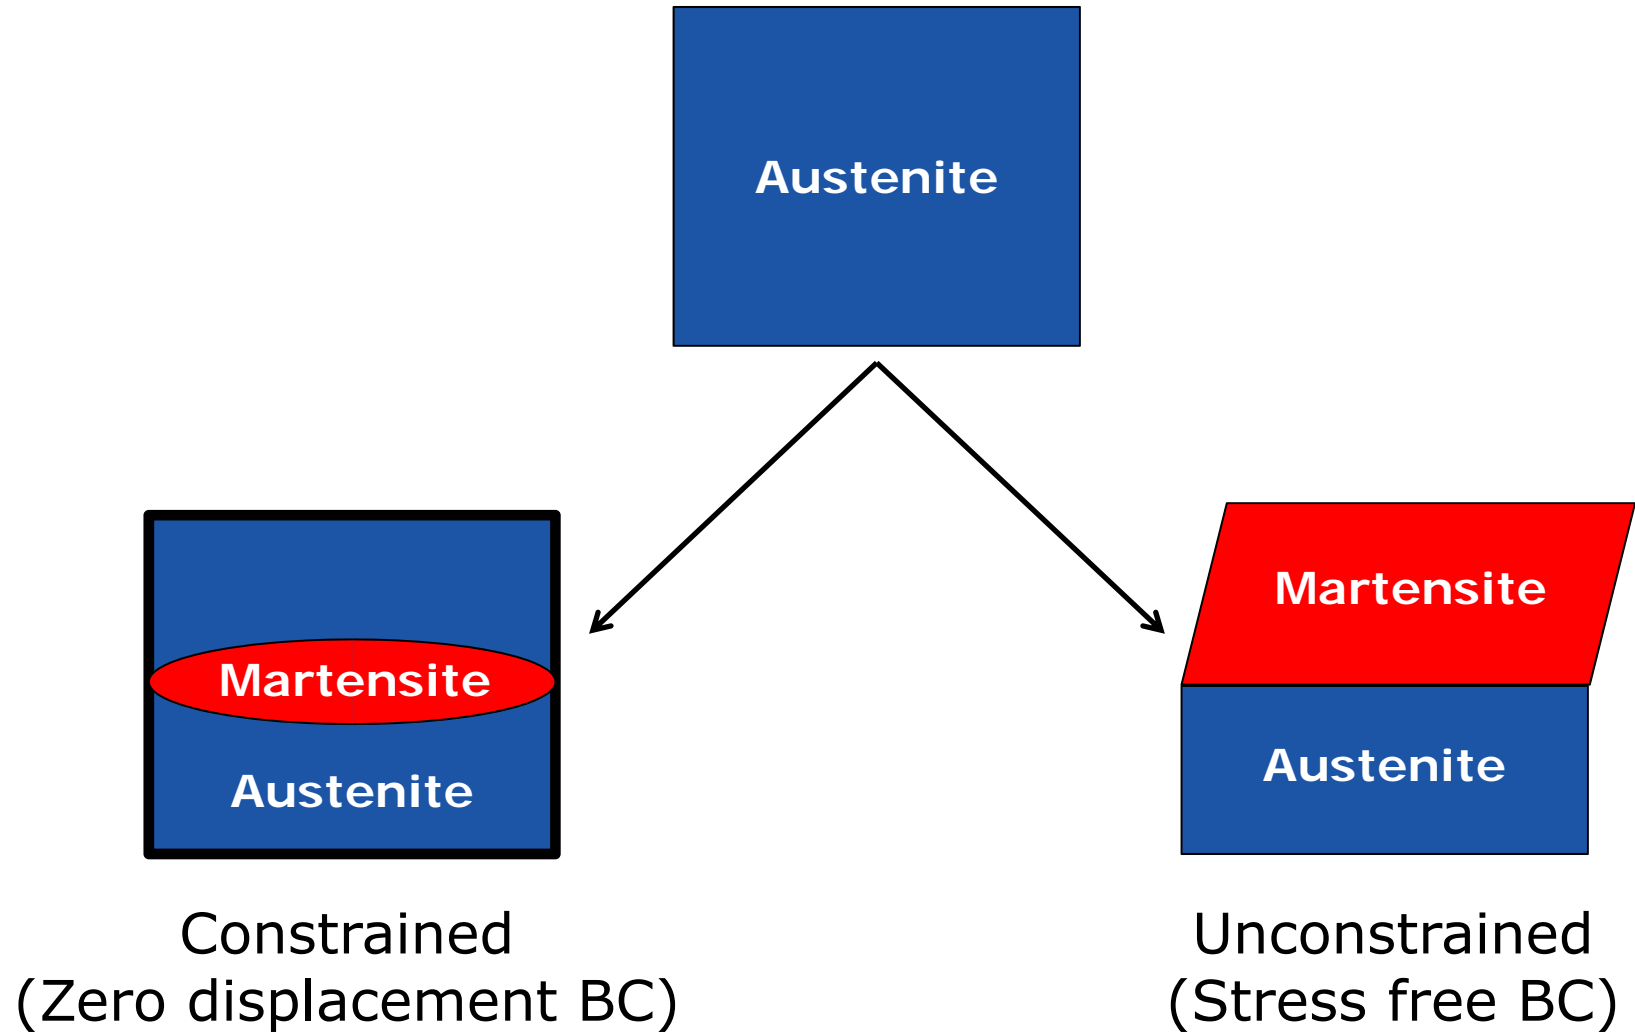 Austenite
Martensite
Austenite
Martensite
Austenite
Constrained
(Zero displacement BC)
Unconstrained
(Stress free BC)